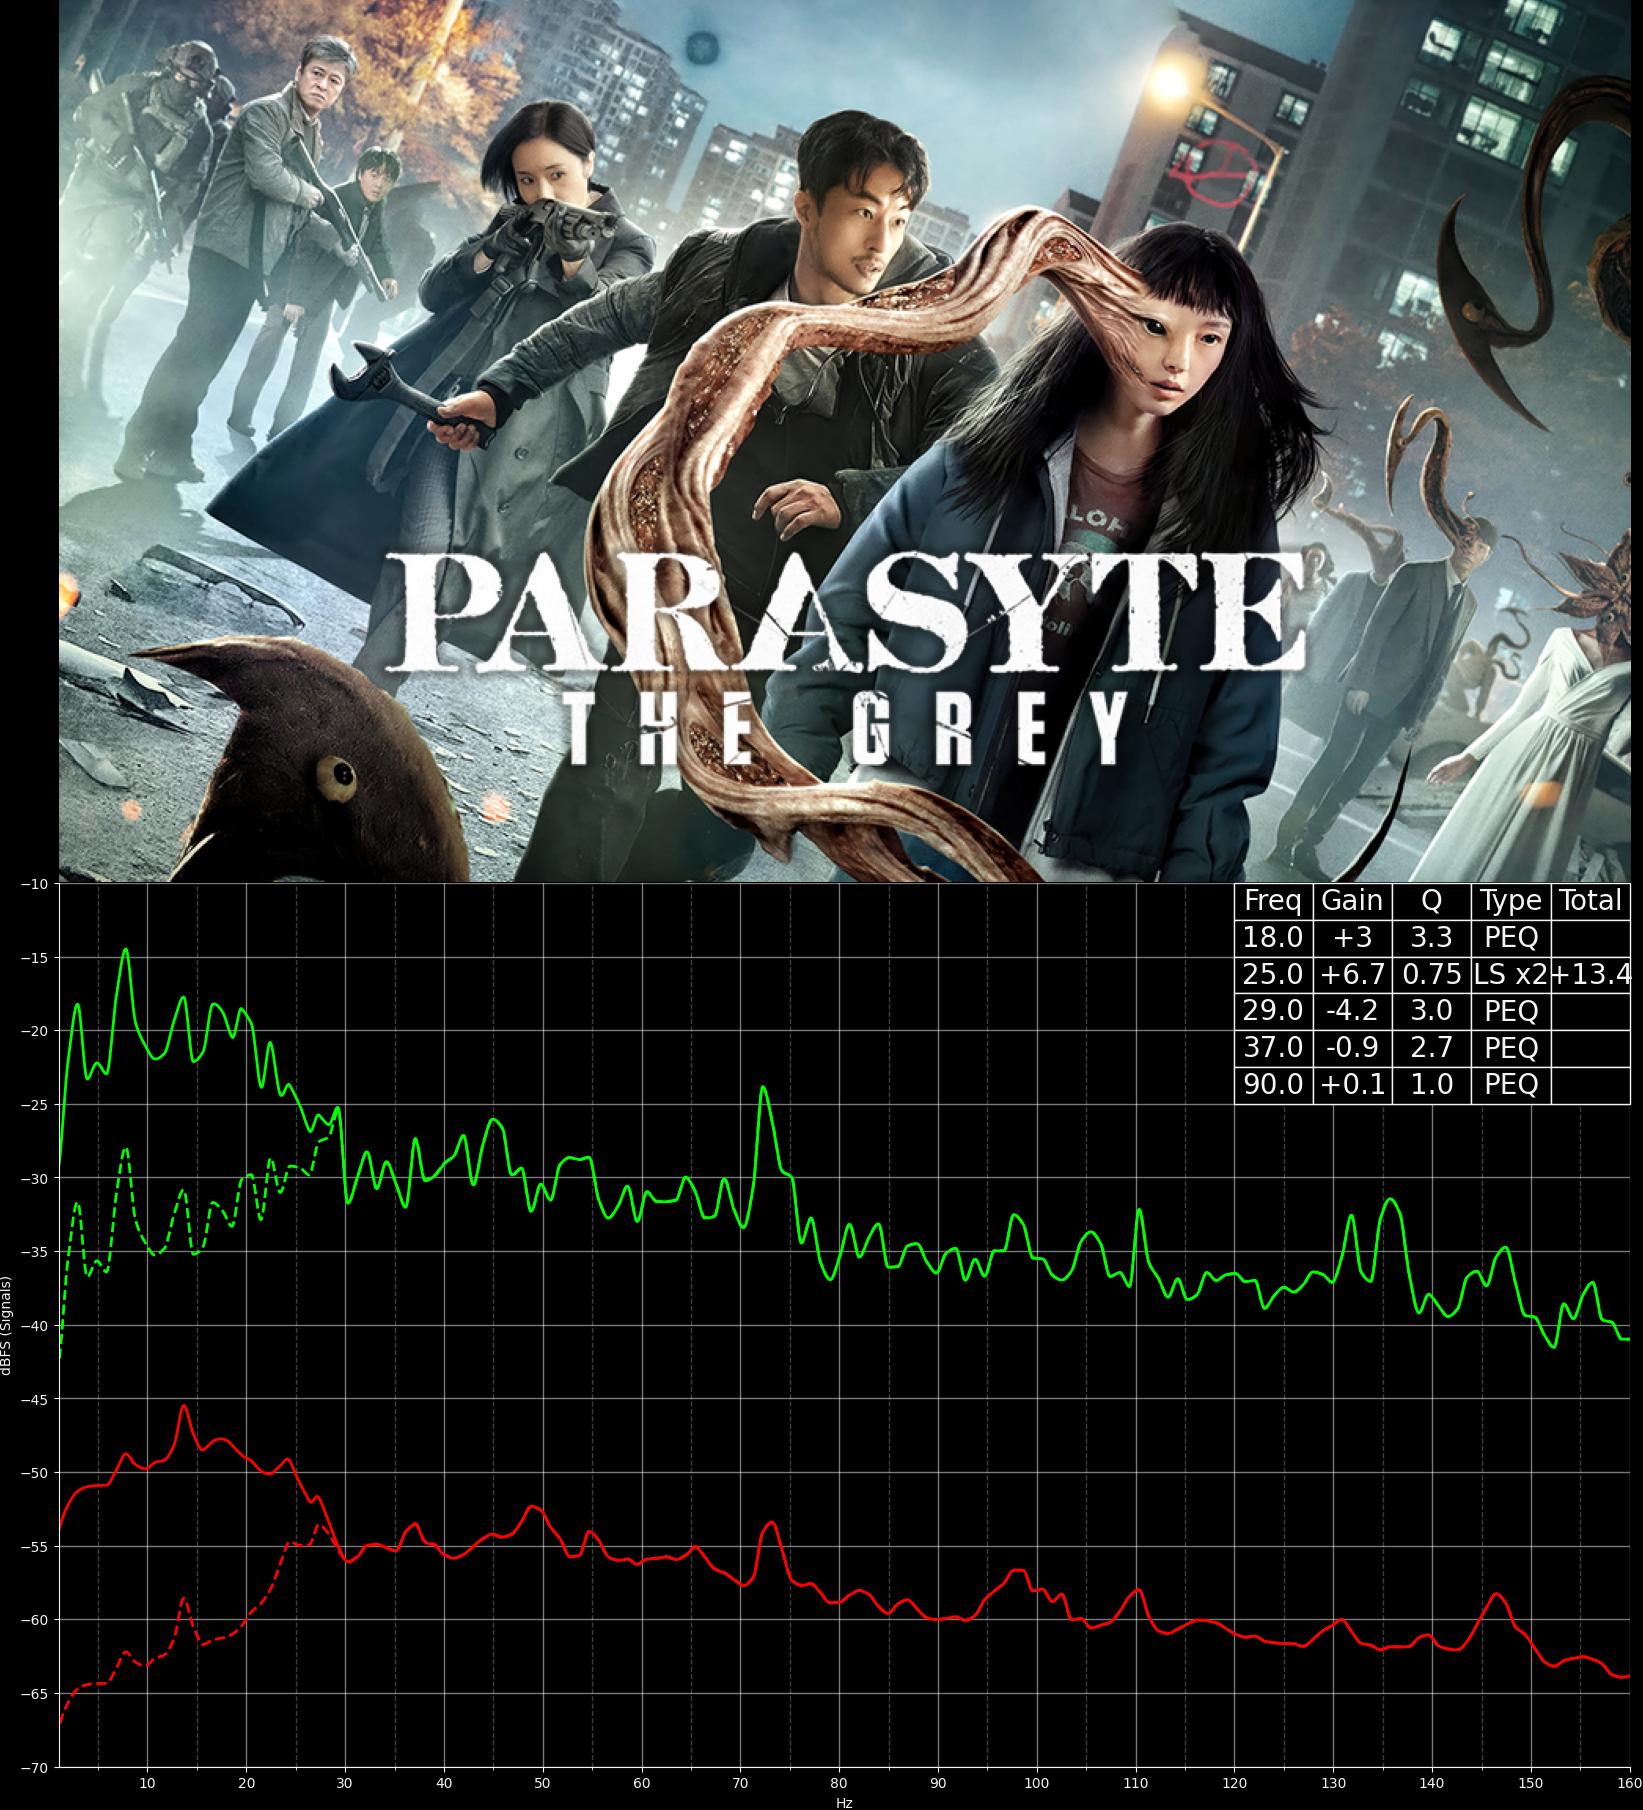 ALOH
PARASYTE
THE GREY
Freq Gain Q Type Total
18.0 +3 3.3 PEQ
25.0 +6.7 0.75 LS x2 +13.4
29.0 -4.2 3.0 PEQ
37.0 -0.9 2.7 PEQ
90.0 +0.1 1.0 PEQ
−10
−15
−20
−25
−30
−35
−40
−45
−50
−55
−60
−65
−70
dBFS (Signals)
10 20 30 40 50 60 70 80 90 100 110 120 130 140 150 160
Hz